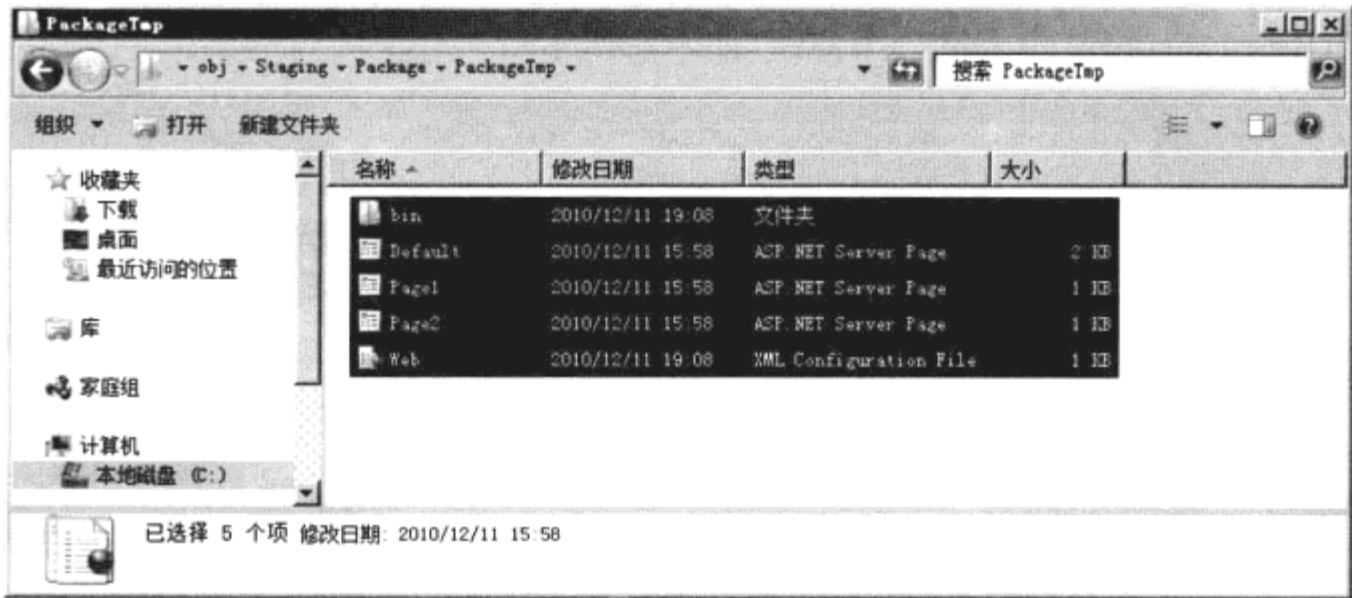 PackageTmp
obj Staging Package PackageTmp
搜索 PackageTmp
组织 打开 新建文件夹
名称 修改日期 类型 大小
收藏夹
下载
桌面
最近访问的位置
库
家庭组
计算机
本地磁盘 (C:)
bin 2010/12/11 19:08 文件夹
Default 2010/12/11 15:58 ASP.NET Server Page 2 KB
Page1 2010/12/11 15:58 ASP.NET Server Page 1 KB
Page2 2010/12/11 15:58 ASP.NET Server Page 1 KB
Web 2010/12/11 19:08 XML Configuration File 1 KB
已选择 5 个项 修改日期: 2010/12/11 15:58